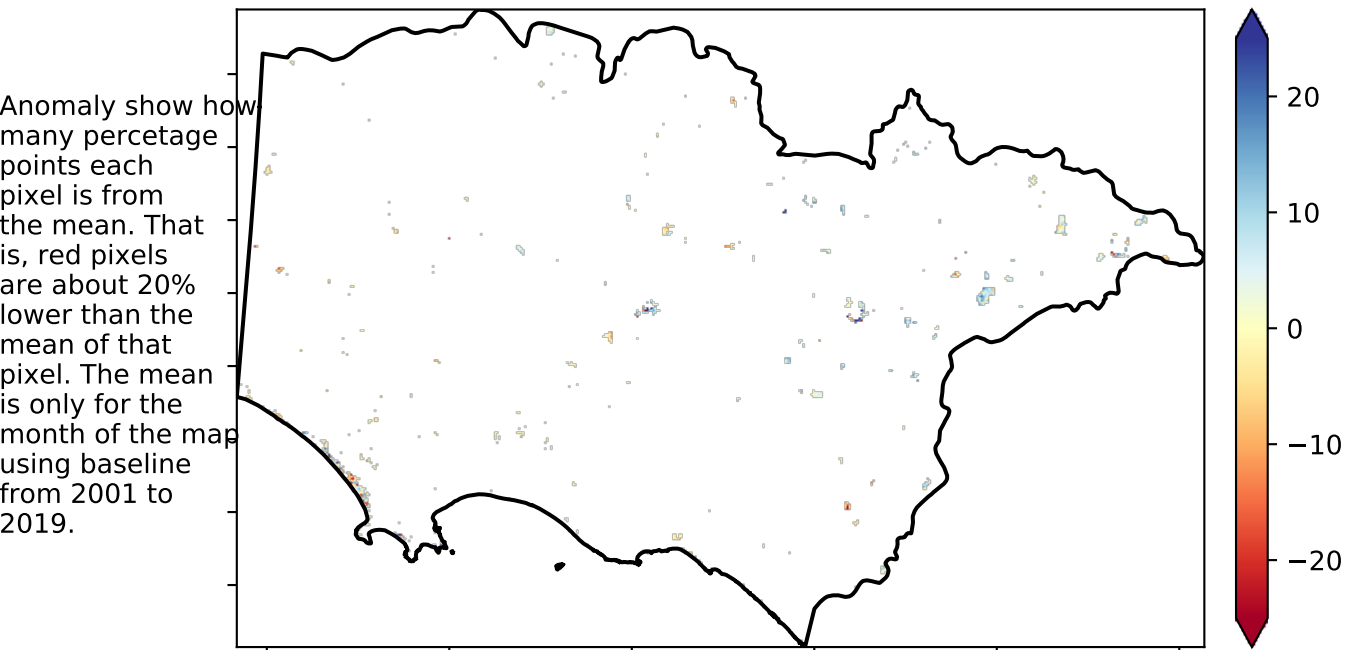 Anomaly show how
many percetage
points each
pixel is from
the mean. That
is, red pixels
are about 20%
lower than the
mean of that
pixel. The mean
is only for the
month of the map
using baseline
from 2001 to
2019.
20
10
0
−10
−20